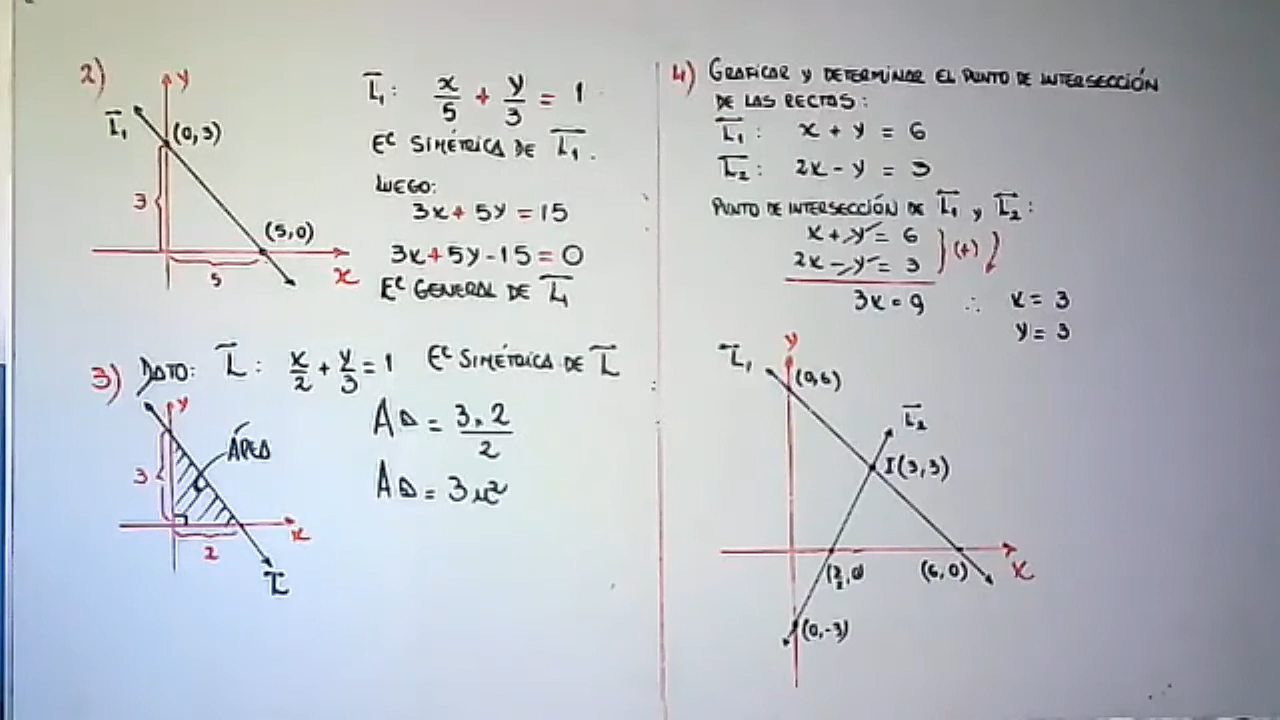 2)
y
L₁
(0,3)
3
(5,0)
5
x
L₁: x/5 + y/3 = 1
Eᶜ SIMÉTRICA DE L₁.
LUEGO:
3x + 5y = 15
3x + 5y - 15 = 0
Eᶜ GENERAL DE L₁
3) DATO: L: x/2 + y/3 = 1 Eᶜ SIMÉTRICA DE L
y
ÁREA
3
2
x
L
A△ = 3.2/2
A△ = 3u²
4) GRAFICAR Y DETERMINAR EL PUNTO DE INTERSECCIÓN
DE LAS RECTAS:
L₁: x + y = 6
L₂: 2x - y = 3
PUNTO DE INTERSECCIÓN DE L₁ y L₂:
x + y = 6
2x - y = 3
(+)
3x = 9 ∴ x = 3
y = 3
y
L₁
(0,6)
L₂
I(3,3)
(3/2,0)
(6,0)
x
(0,-3)